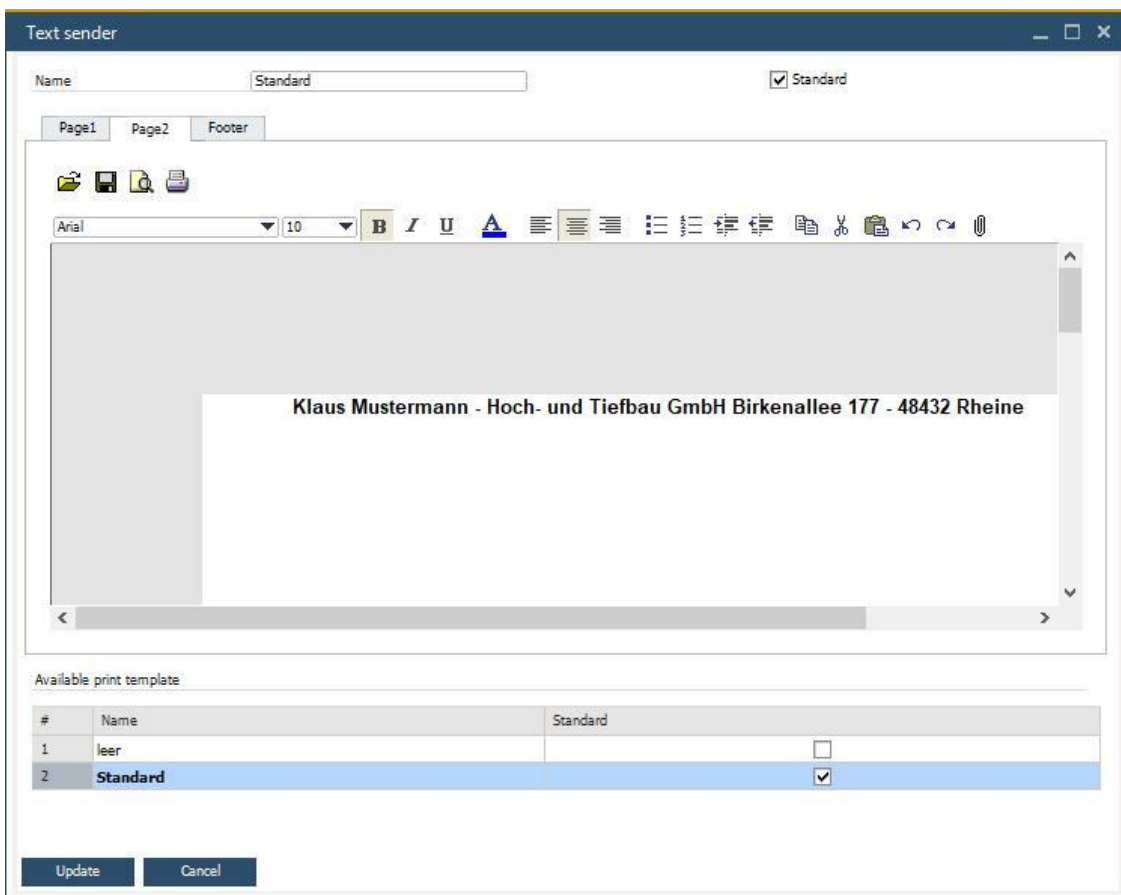 Text sender
Name Standard Standard
Page1 Page2 Footer
Arial 10 B I U A
Klaus Mustermann - Hoch- und Tiefbau GmbH Birkenallee 177 - 48432 Rheine
Available print template
# Name Standard
1 leer
2 Standard
Update Cancel